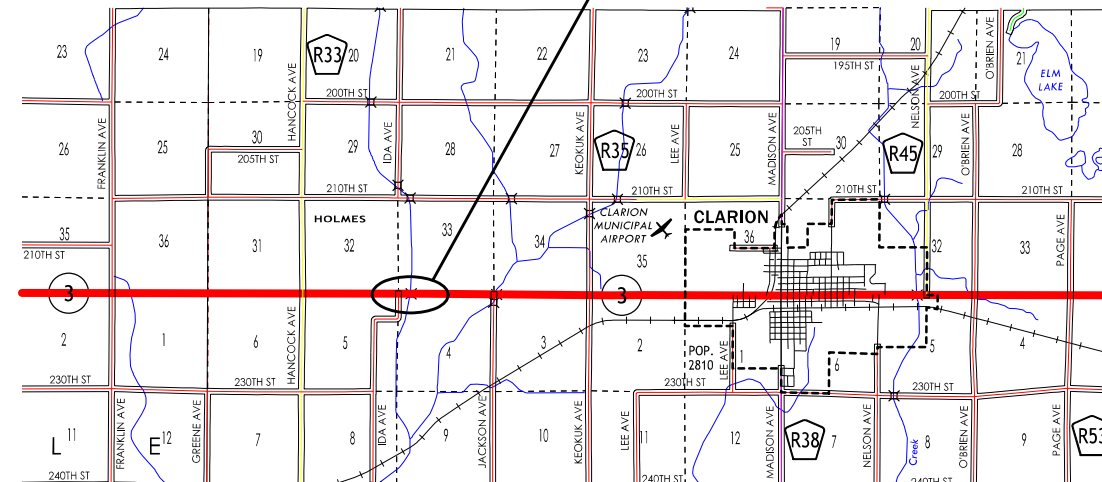 23
24
19
R33
20
21
22
23
24
19
20
O'BRIEN AVE
21
ELM
LAKE
195TH ST
HANCOCK AVE
200TH ST
200TH ST
NELSON AVE
200TH ST
FRANKLIN AVE
26
25
30
205TH ST
29
IDA AVE
28
27
KEOKUK AVE
R35
26
LEE AVE
25
MADISON AVE
205TH
ST
30
R45
29
O'BRIEN AVE
28
210TH ST
210TH ST
210TH ST
HOLMES
CLARION
MUNICIPAL
AIRPORT
CLARION
35
210TH ST
36
31
32
33
34
35
36
32
33
PAGE AVE
3
3
2
1
6
HANCOCK AVE
5
4
3
2
POP.
2810
LEE AVE
1
6
5
4
230TH ST
230TH ST
230TH ST
230TH ST
L
11
FRANKLIN AVE
E
12
GREENE AVE
7
8
IDA AVE
9
JACKSON AVE
10
KEOKUK AVE
LEE AVE
11
12
MADISON AVE
R38
7
NELSON AVE
Creek
8
O'BRIEN AVE
9
PAGE AVE
R53
240TH ST
240TH ST
240TH ST
240TH ST